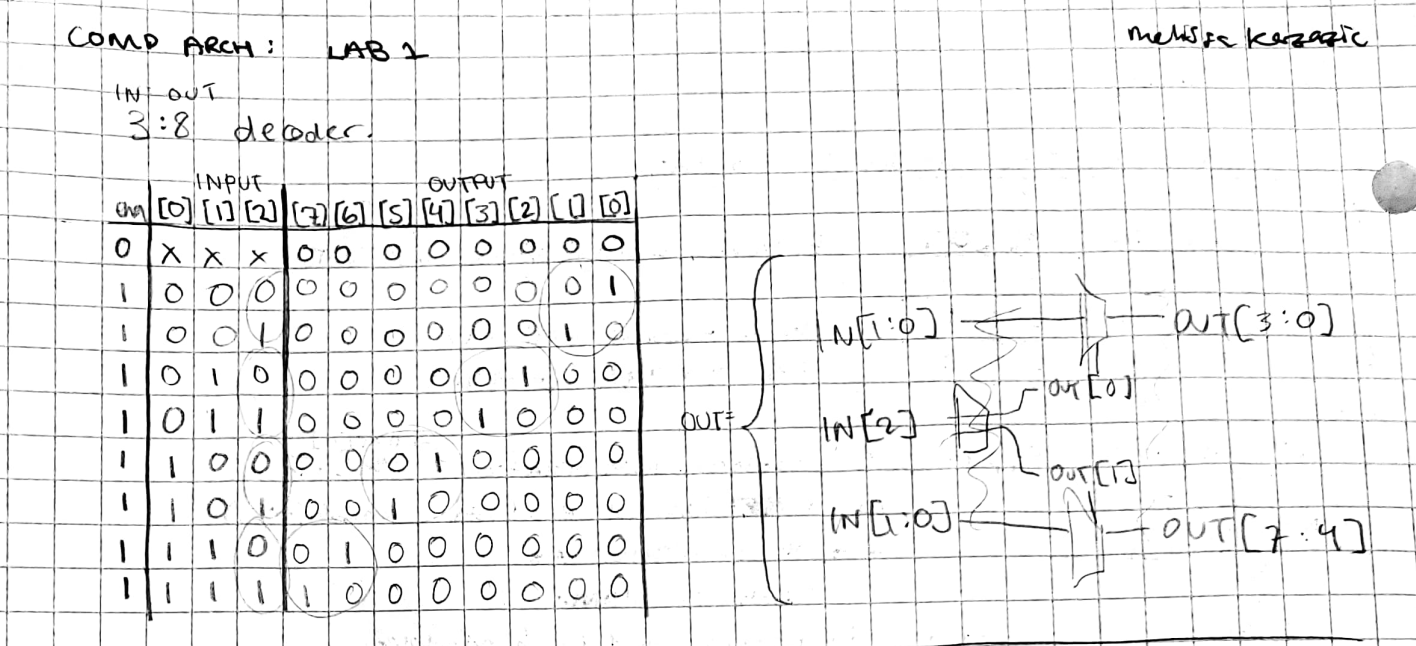 COMP ARCH: LAB 1
melissa kazazic
IN OUT
3:8 decoder.
INPUT OUTPUT
[0] [1] [2] [7] [6] [5] [4] [3] [2] [1] [0]
0 X X X 0 0 0 0 0 0 0 0
1 0 0 0 0 0 0 0 0 0 0 1
1 0 0 1 0 0 0 0 0 0 1 0
1 0 1 0 0 0 0 0 0 1 0 0
1 0 1 1 0 0 0 0 1 0 0 0
1 1 0 0 0 0 0 1 0 0 0 0
1 1 0 1 0 0 1 0 0 0 0 0
1 1 1 0 0 1 0 0 0 0 0 0
1 1 1 1 1 0 0 0 0 0 0 0
OUT=
IN[1:0] OUT[3:0]
OUT[0]
IN[2]
OUT[1]
IN[1:0] OUT[7:4]